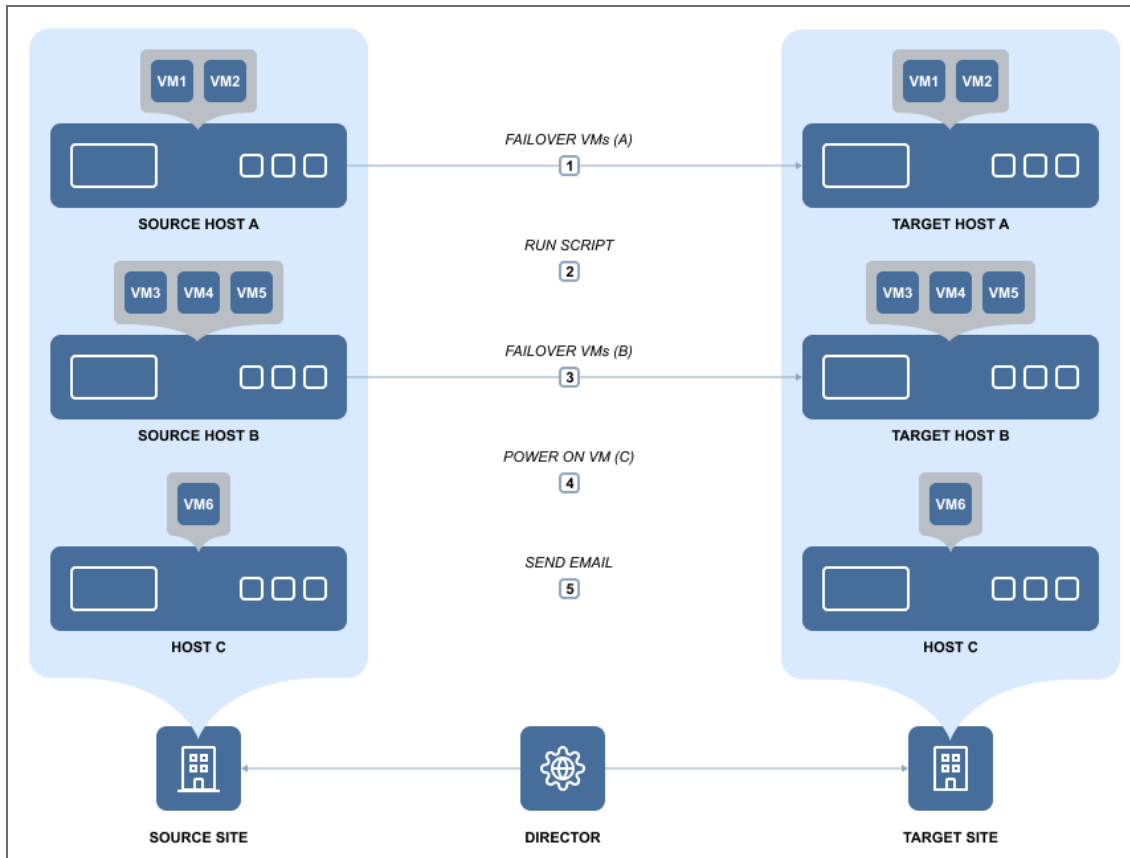 VM1 VM2
VM1 VM2
FAILOVER VMs (A)
1
SOURCE HOST A
TARGET HOST A
RUN SCRIPT
2
VM3 VM4 VM5
VM3 VM4 VM5
FAILOVER VMs (B)
3
SOURCE HOST B
TARGET HOST B
POWER ON VM (C)
4
VM6
VM6
SEND EMAIL
5
HOST C
HOST C
SOURCE SITE
DIRECTOR
TARGET SITE